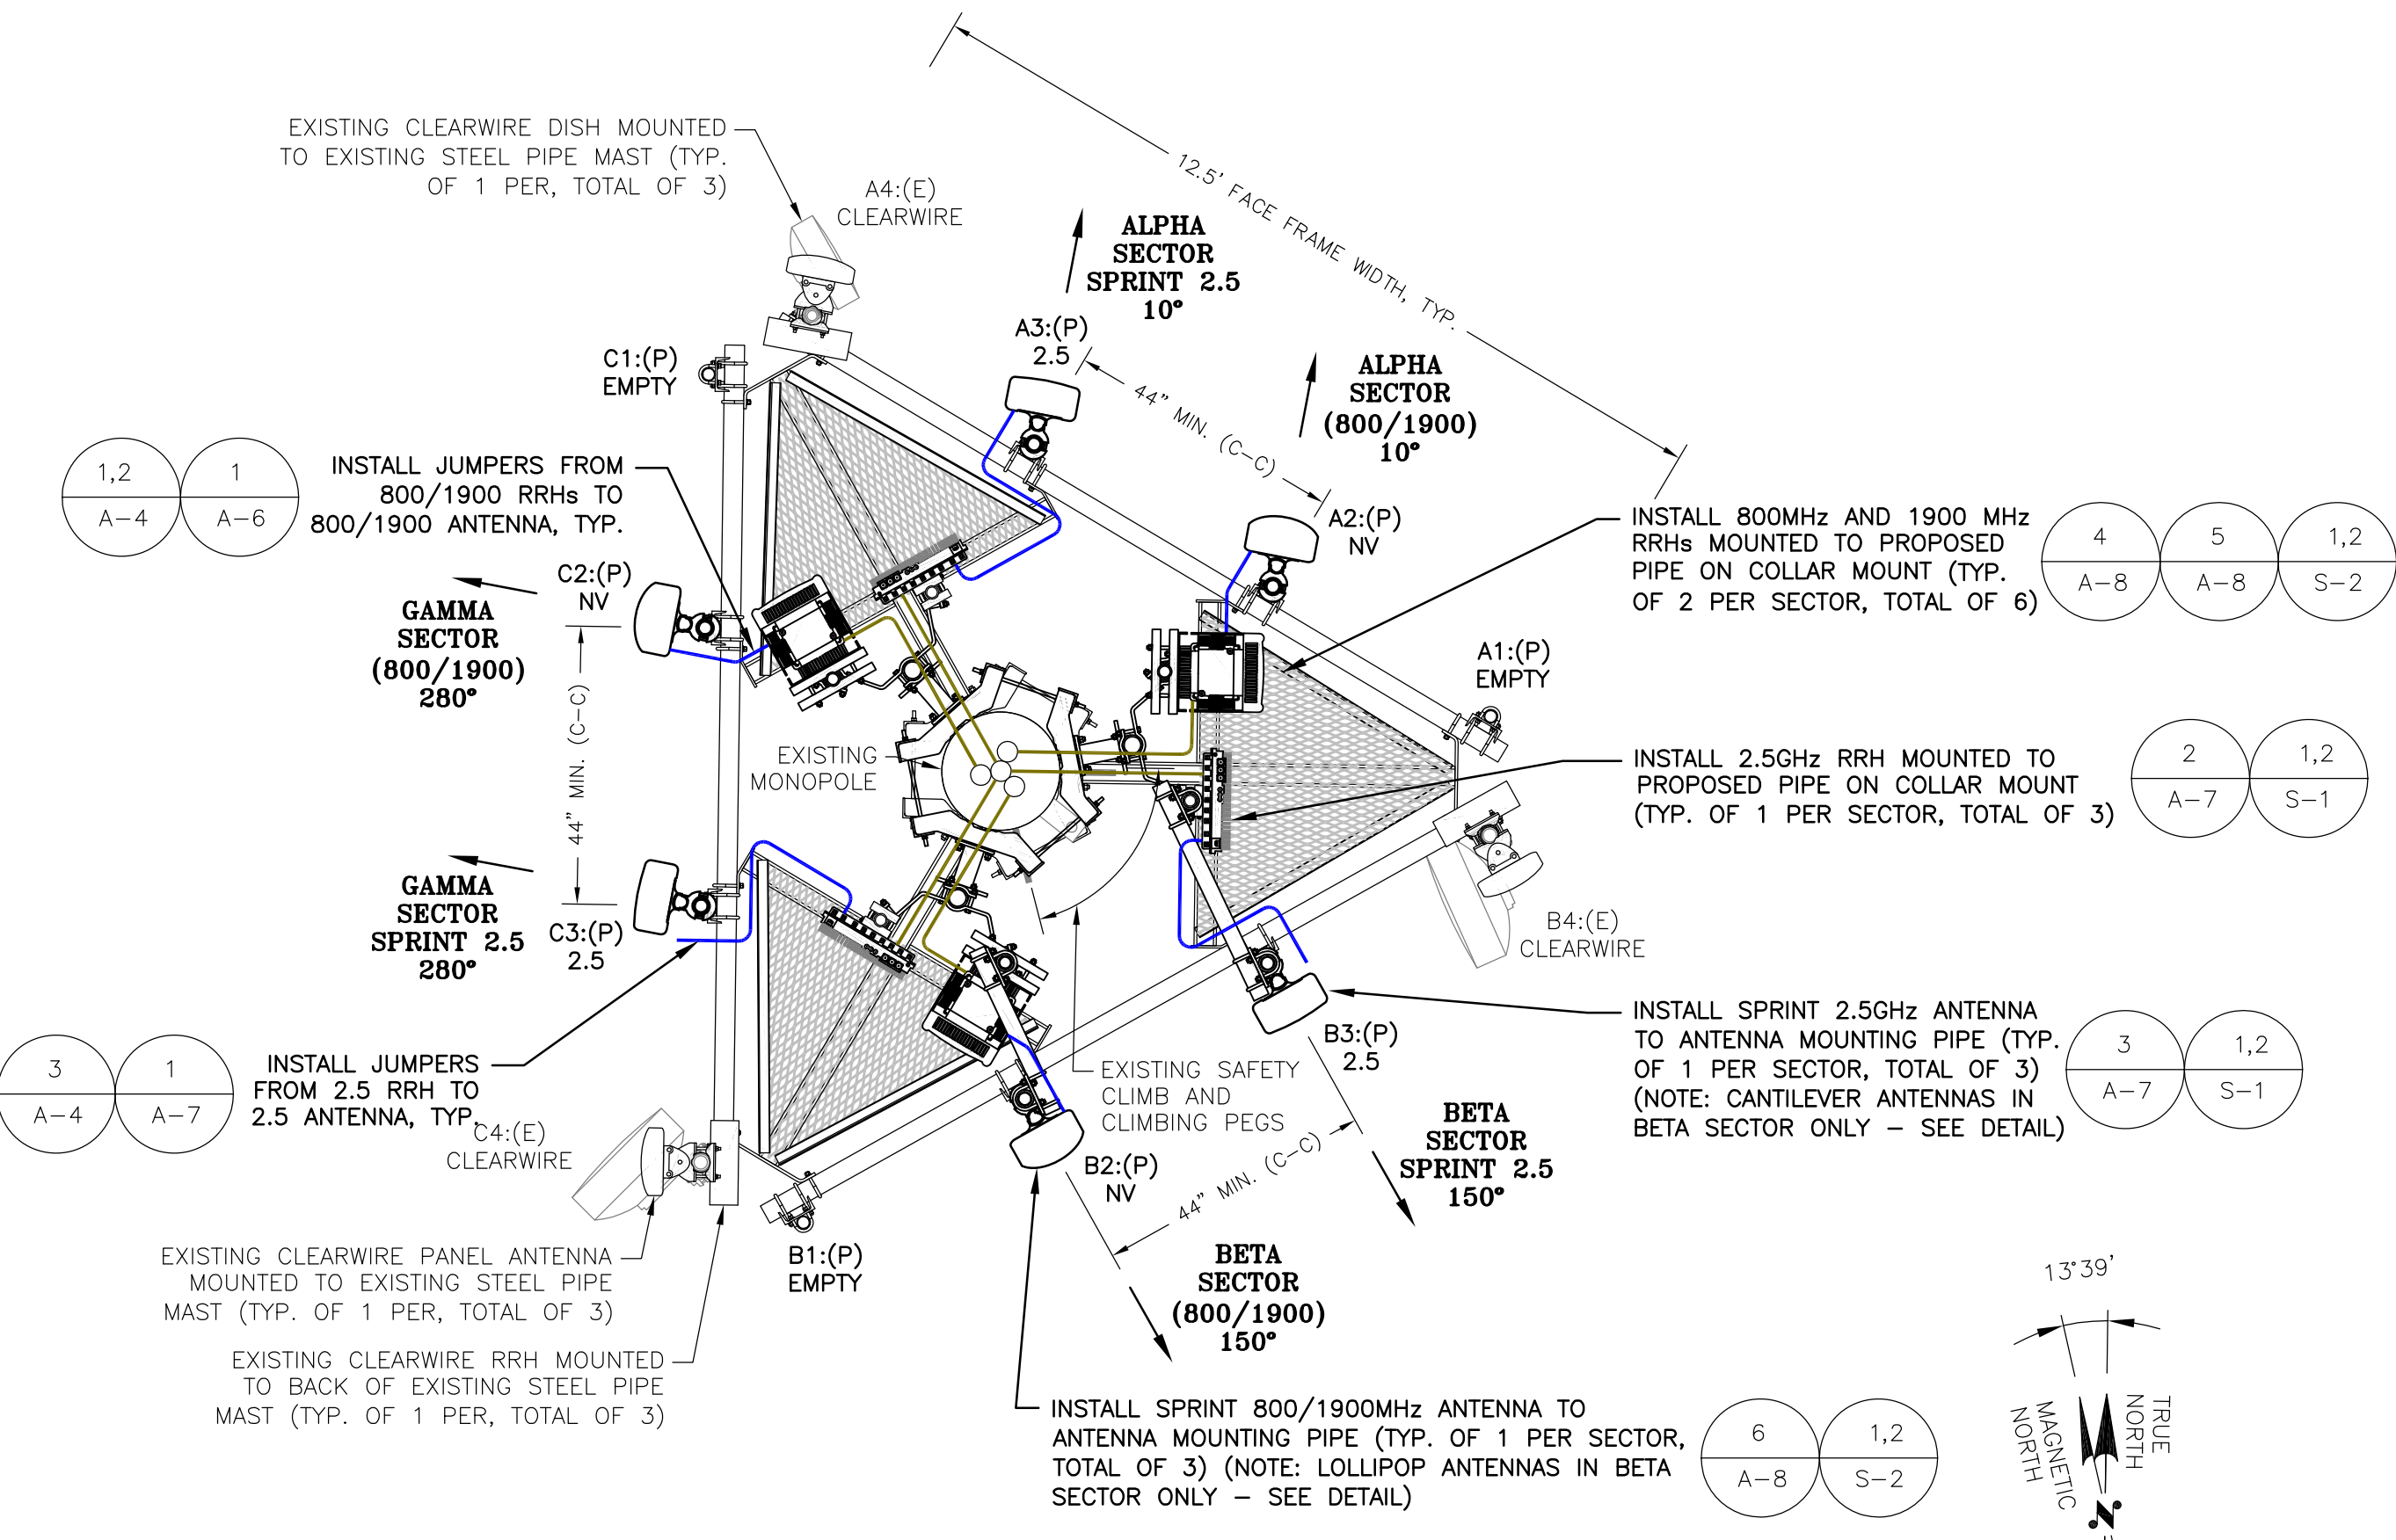 12.5' FACE FRAME WIDTH, TYP.
EXISTING CLEARWIRE DISH MOUNTED
TO EXISTING STEEL PIPE MAST (TYP.
OF 1 PER, TOTAL OF 3)
A4:(E)
CLEARWIRE
ALPHA
SECTOR
SPRINT 2.5
10°
A3:(P)
2.5
44" MIN. (C-C)
ALPHA
SECTOR
(800/1900)
10°
C1:(P)
EMPTY
1,2
A-4
1
A-6
INSTALL JUMPERS FROM
800/1900 RRHs TO
800/1900 ANTENNA, TYP.
A2:(P)
NV
INSTALL 800MHz AND 1900 MHz
RRHs MOUNTED TO PROPOSED
PIPE ON COLLAR MOUNT (TYP.
OF 2 PER SECTOR, TOTAL OF 6)
4
A-8
5
A-8
1,2
S-2
C2:(P)
NV
GAMMA
SECTOR
(800/1900)
280°
44" MIN. (C-C)
A1:(P)
EMPTY
EXISTING
MONOPOLE
INSTALL 2.5GHz RRH MOUNTED TO
PROPOSED PIPE ON COLLAR MOUNT
(TYP. OF 1 PER SECTOR, TOTAL OF 3)
2
A-7
1,2
S-1
GAMMA
SECTOR
SPRINT 2.5
280°
C3:(P)
2.5
B4:(E)
CLEARWIRE
INSTALL SPRINT 2.5GHz ANTENNA
TO ANTENNA MOUNTING PIPE (TYP.
OF 1 PER SECTOR, TOTAL OF 3)
(NOTE: CANTILEVER ANTENNAS IN
BETA SECTOR ONLY – SEE DETAIL)
3
A-7
1,2
S-1
B3:(P)
2.5
3
A-4
1
A-7
INSTALL JUMPERS
FROM 2.5 RRH TO
2.5 ANTENNA, TYP.
C4:(E)
CLEARWIRE
EXISTING SAFETY
CLIMB AND
CLIMBING PEGS
BETA
SECTOR
SPRINT 2.5
150°
B2:(P)
NV
44" MIN. (C-C)
B1:(P)
EMPTY
BETA
SECTOR
(800/1900)
150°
EXISTING CLEARWIRE PANEL ANTENNA
MOUNTED TO EXISTING STEEL PIPE
MAST (TYP. OF 1 PER, TOTAL OF 3)
EXISTING CLEARWIRE RRH MOUNTED
TO BACK OF EXISTING STEEL PIPE
MAST (TYP. OF 1 PER, TOTAL OF 3)
INSTALL SPRINT 800/1900MHz ANTENNA TO
ANTENNA MOUNTING PIPE (TYP. OF 1 PER SECTOR,
TOTAL OF 3) (NOTE: LOLLIPOP ANTENNAS IN BETA
SECTOR ONLY – SEE DETAIL)
6
A-8
1,2
S-2
13°39'
TRUE
NORTH
MAGNETIC
NORTH
N